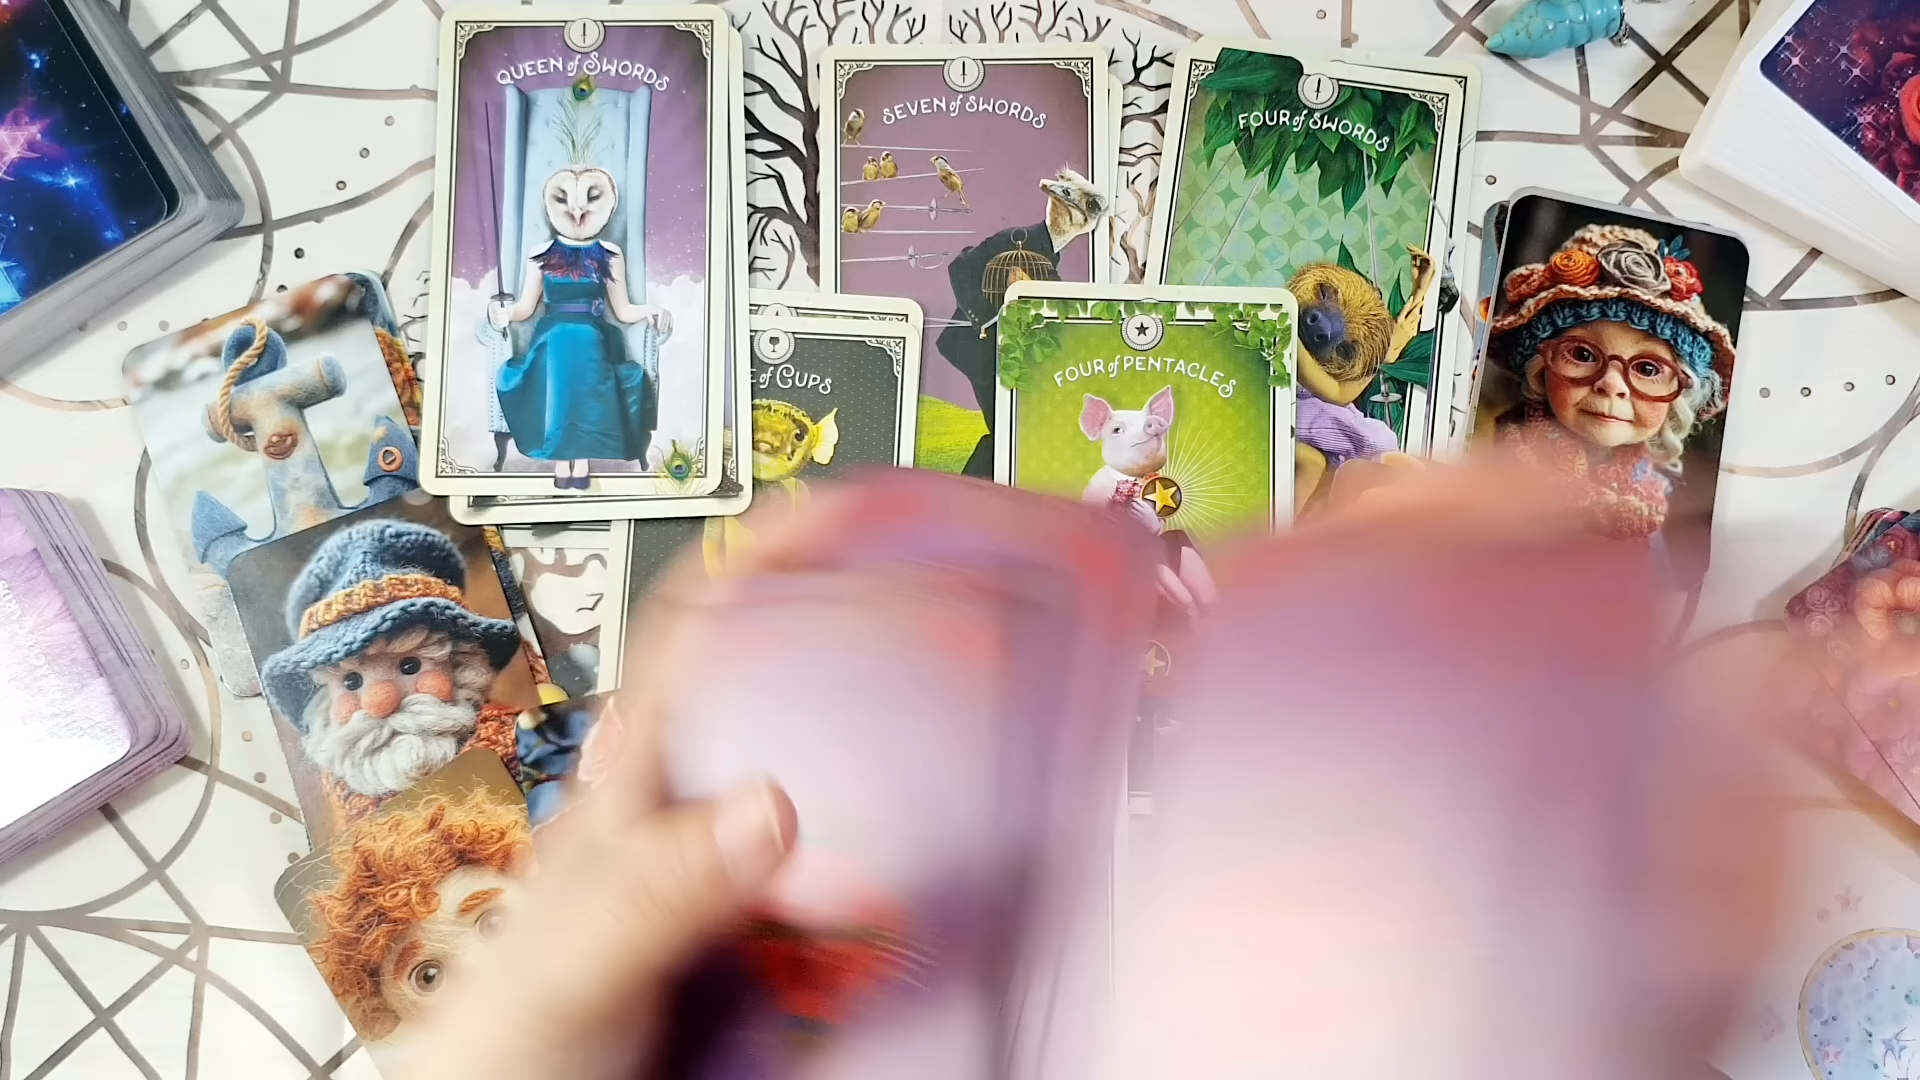 QUEEN of SWORDS
SEVEN of SWORDS
FOUR of SWORDS
of CUPS
FOUR of PENTACLES